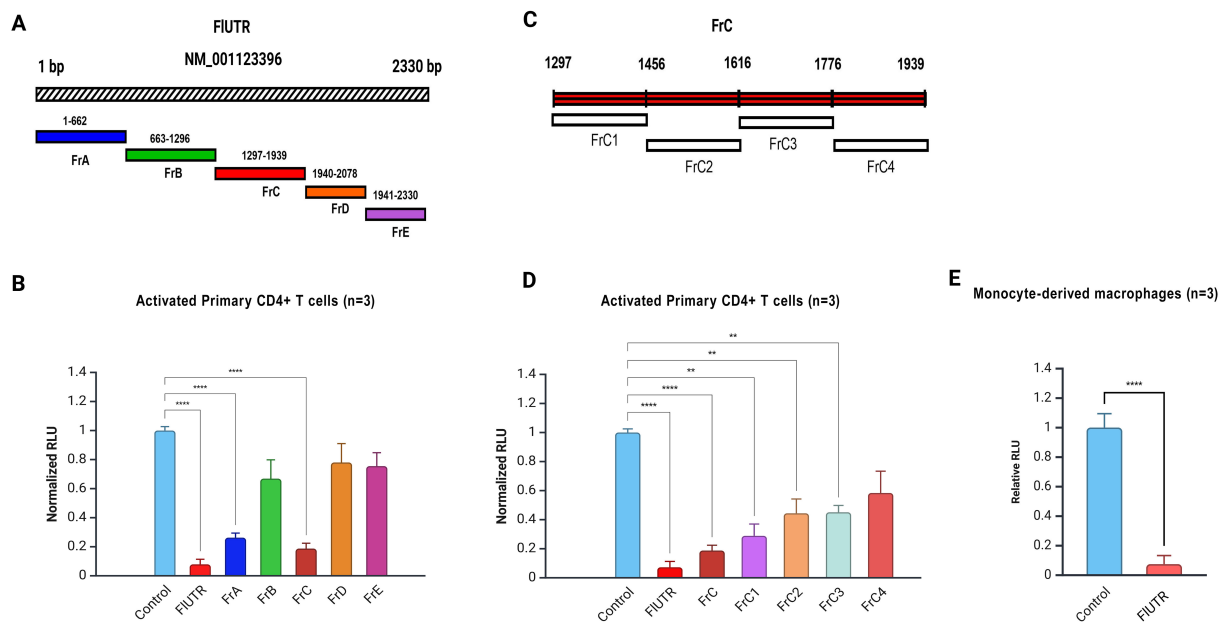 A
FlUTR
NM_001123396
1 bp
2330 bp
1-662
FrA
663-1296
FrB
1297-1939
FrC
1940-2078
FrD
1941-2330
FrE
C
FrC
1297
1456
1616
1776
1939
FrC1
FrC2
FrC3
FrC4
B
Activated Primary CD4+ T cells (n=3)
Normalized RLU
1.4
1.2
1
0.8
0.6
0.4
0.2
0
****
****
****
Control
FlUTR
FrA
FrB
FrC
FrD
FrE
D
Activated Primary CD4+ T cells (n=3)
Normalized RLU
1.4
1.2
1
0.8
0.6
0.4
0.2
0
**
**
**
****
****
Control
FlUTR
FrC
FrC1
FrC2
FrC3
FrC4
E
Monocyte-derived macrophages (n=3)
Relative RLU
1.4
1.2
1
0.8
0.6
0.4
0.2
0
****
Control
FlUTR